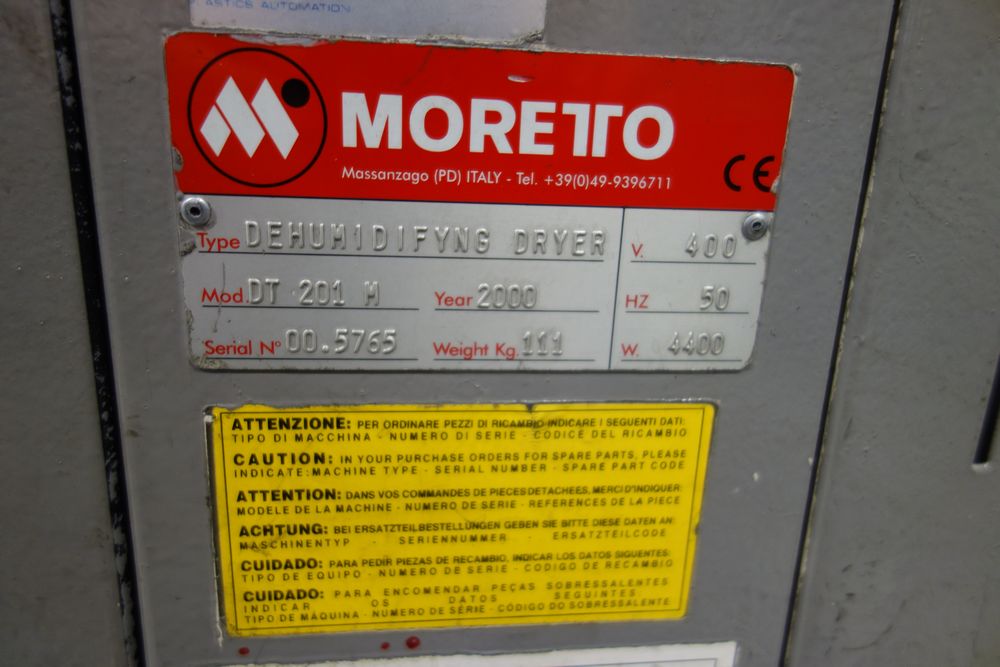 PLASTICS AUTOMATION
MORETTO
Massanzago (PD) ITALY - Tel. +39(0)49-9396711
CE
Type DEHUMIDIFYNG DRYER V. 400
Mod. DT 201 M Year 2000 HZ 50
Serial N° 00.5765 Weight Kg. 111 W. 4400
ATTENZIONE: PER ORDINARE PEZZI DI RICAMBIO INDICARE I SEGUENTI DATI:
TIPO DI MACCHINA - NUMERO DI SERIE - CODICE DEL RICAMBIO
CAUTION: IN YOUR PURCHASE ORDERS FOR SPARE PARTS, PLEASE
INDICATE: MACHINE TYPE - SERIAL NUMBER - SPARE PART CODE
ATTENTION: DANS VOS COMMANDES DE PIECES DETACHEES, MERCI D'INDIQUER:
MODELE DE LA MACHINE - NUMERO DE SERIE - REFERENCES DE LA PIECE
ACHTUNG: BEI ERSATZTEILBESTELLÜNGEN GEBEN SIE BITTE DIESE DATEN AN:
MASCHINENTYP - SERIENNUMMER - ERSATZTEILCODE
CUIDADO: PARA PEDIR PIEZAS DE RECAMBIO, INDICAR LOS DATOS SIGUENTES:
TIPO DE EQUIPO - NUMERO DE SERIE - CODIGO DE RECAMBIO
CUIDADO: PARA ENCOMENDAR PEÇAS SOBRESSALENTES
INDICAR OS DATOS SEGUINTES:
TIPO DE MÁQUINA - NUMERO DE SÉRIE - CÓDIGO DO SOBRESSALENTE